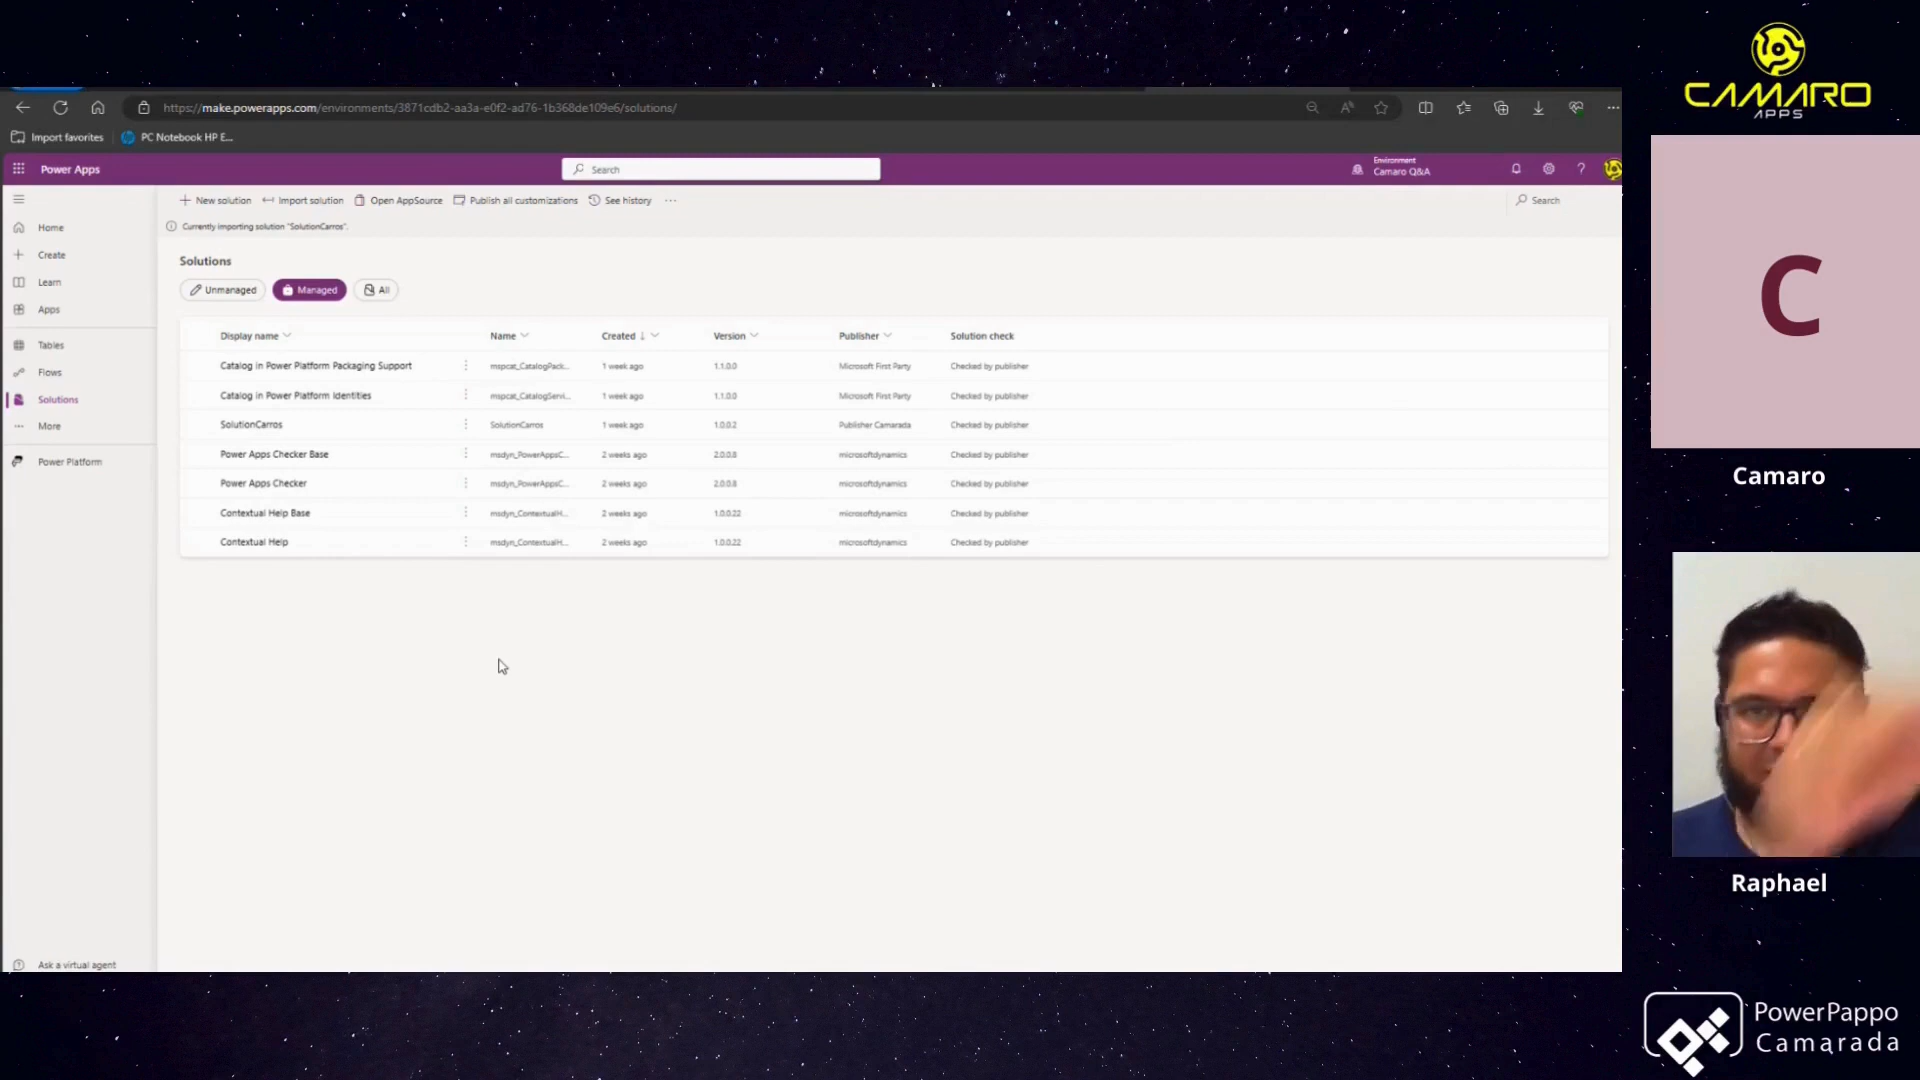 CAMARO
APPS
https://make.powerapps.com/environments/3871cdb2-aa3a-e0f2-ad76-1b368de109e6/solutions/
Import favorites
PC Notebook HP E...
Power Apps
Search
Environment
Camaro Q&A
New solution
Import solution
Open AppSource
Publish all customizations
See history
Search
Currently importing solution "SolutionCarros".
Home
Create
Learn
Apps
Tables
Flows
Solutions
More
Power Platform
Ask a virtual agent
Solutions
Unmanaged
Managed
All
Display name Name Created Version Publisher Solution check
Catalog in Power Platform Packaging Support mspcat_CatalogPack... 1 week ago 1.1.0.0 Microsoft First Party Checked by publisher
Catalog in Power Platform Identities mspcat_CatalogServi... 1 week ago 1.1.0.0 Microsoft First Party Checked by publisher
SolutionCarros SolutionCarros 1 week ago 1.0.0.2 Publisher Camarada Checked by publisher
Power Apps Checker Base msdyn_PowerAppsC... 2 weeks ago 2.0.0.8 microsoftdynamics Checked by publisher
Power Apps Checker msdyn_PowerAppsC... 2 weeks ago 2.0.0.8 microsoftdynamics Checked by publisher
Contextual Help Base msdyn_ContextualH... 2 weeks ago 1.0.0.22 microsoftdynamics Checked by publisher
Contextual Help msdyn_ContextualH... 2 weeks ago 1.0.0.22 microsoftdynamics Checked by publisher
C
Camaro
Raphael
PowerPappo
Camarada